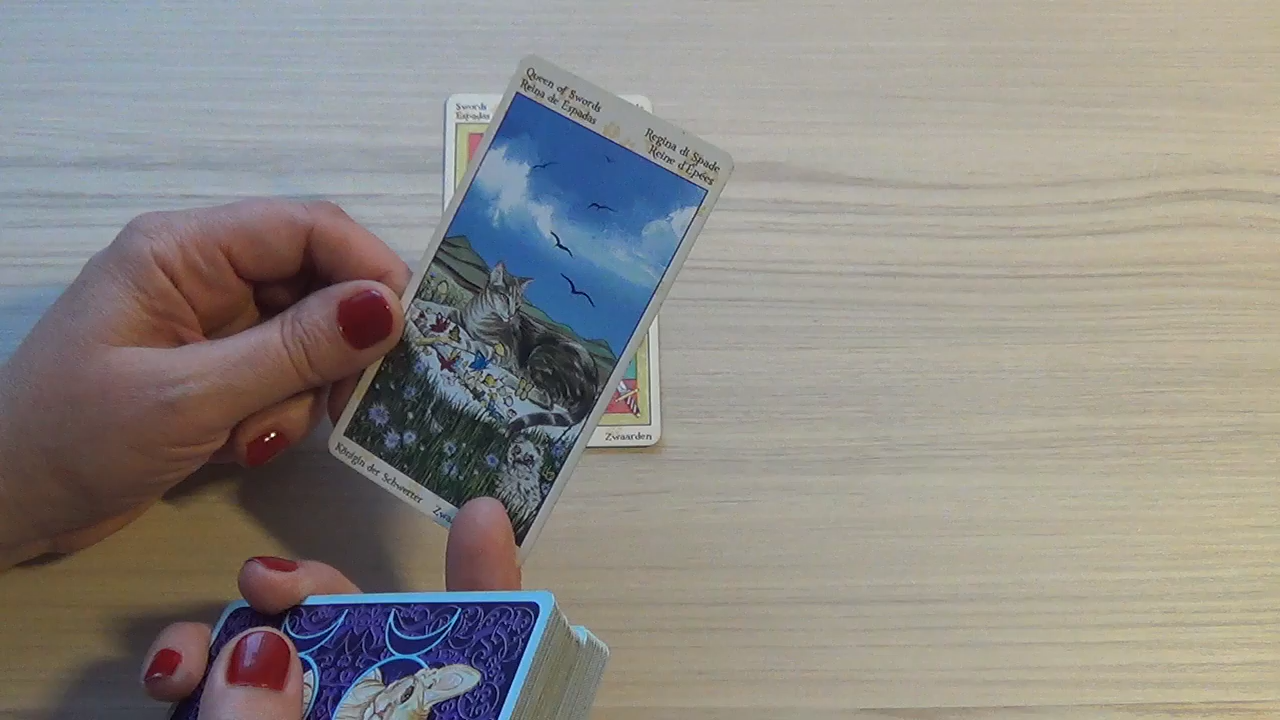 Queen of Swords
Reina de Espadas
Regina di Spade
Reine d'Epées
Königin der Schwerter
Swords
Espadas
Zwaarden